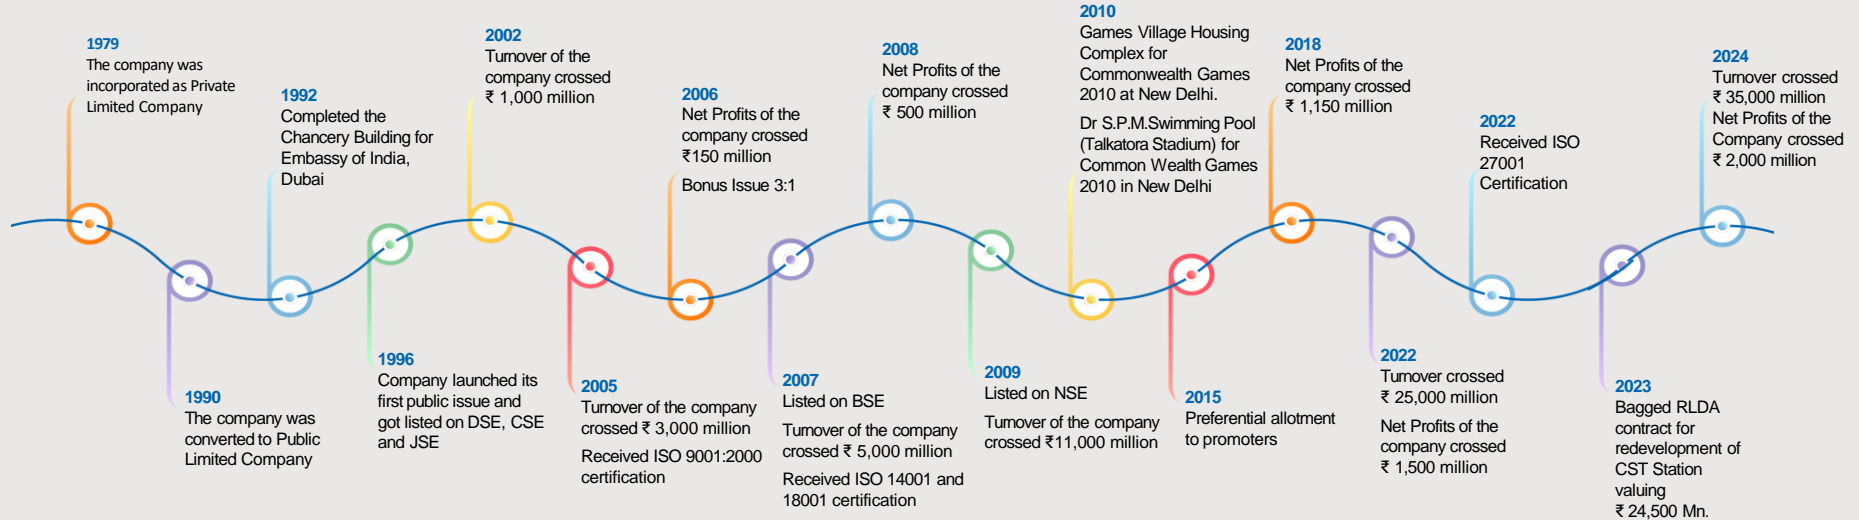 1979
The company was
incorporated as Private
Limited Company
1990
The company was
converted to Public
Limited Company
1992
Completed the
Chancery Building for
Embassy of India,
Dubai
1996
Company launched its
first public issue and
got listed on DSE, CSE
and JSE
2002
Turnover of the
company crossed
₹ 1,000 million
2005
Turnover of the company
crossed ₹ 3,000 million
Received ISO 9001:2000
certification
2006
Net Profits of the
company crossed
₹150 million
Bonus Issue 3:1
2007
Listed on BSE
Turnover of the company
crossed ₹ 5,000 million
Received ISO 14001 and
18001 certification
2008
Net Profits of the
company crossed
₹ 500 million
2009
Listed on NSE
Turnover of the company
crossed ₹11,000 million
2010
Games Village Housing
Complex for
Commonwealth Games
2010 at New Delhi.
Dr S.P.M.Swimming Pool
(Talkatora Stadium) for
Common Wealth Games
2010 in New Delhi
2015
Preferential allotment
to promoters
2018
Net Profits of the
company crossed
₹ 1,150 million
2022
Turnover crossed
₹ 25,000 million
Net Profits of the
company crossed
₹ 1,500 million
2022
Received ISO
27001
Certification
2023
Bagged RLDA
contract for
redevelopment of
CST Station
valuing
₹ 24,500 Mn.
2024
Turnover crossed
₹ 35,000 million
Net Profits of the
Company crossed
₹ 2,000 million